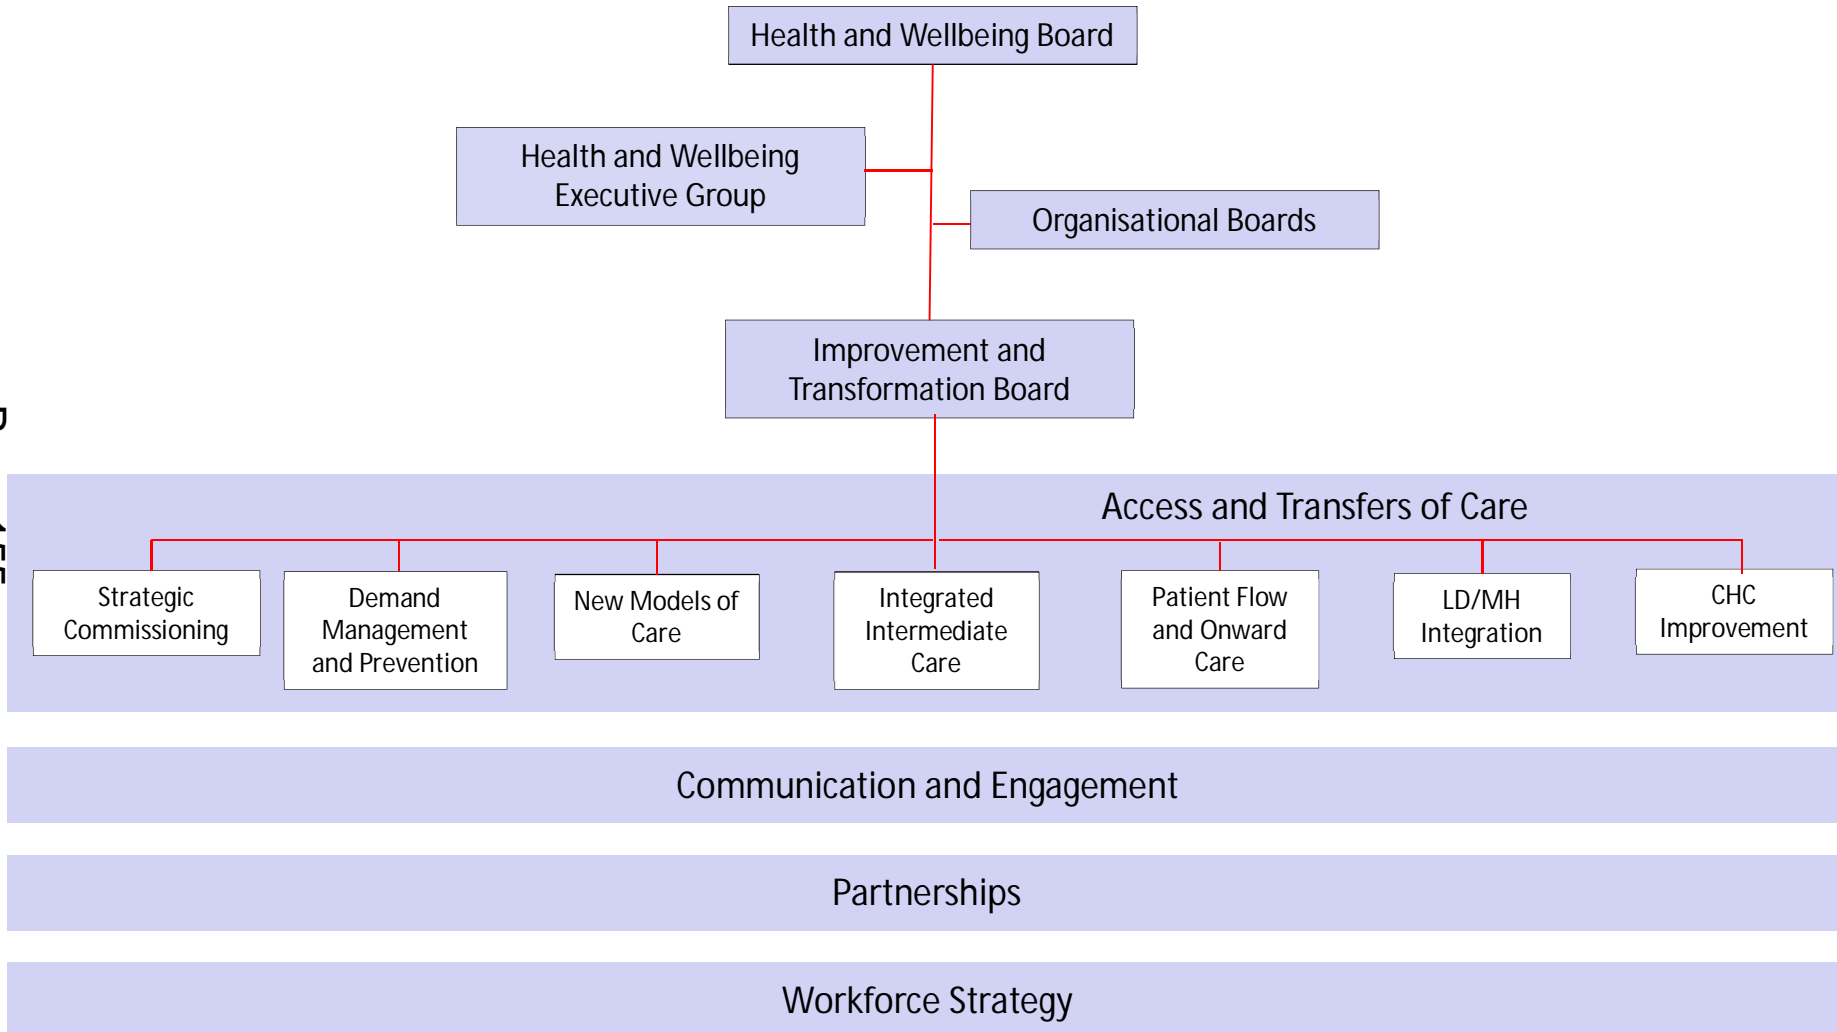 Health and Wellbeing Board
Health and Wellbeing
Executive Group
Organisational Boards
Improvement and
Transformation Board
Access and Transfers of Care
Strategic
Commissioning
Demand
Management
and Prevention
New Models of
Care
Integrated
Intermediate
Care
Patient Flow
and Onward
Care
LD/MH
Integration
CHC
Improvement
Communication and Engagement
Partnerships
Workforce Strategy